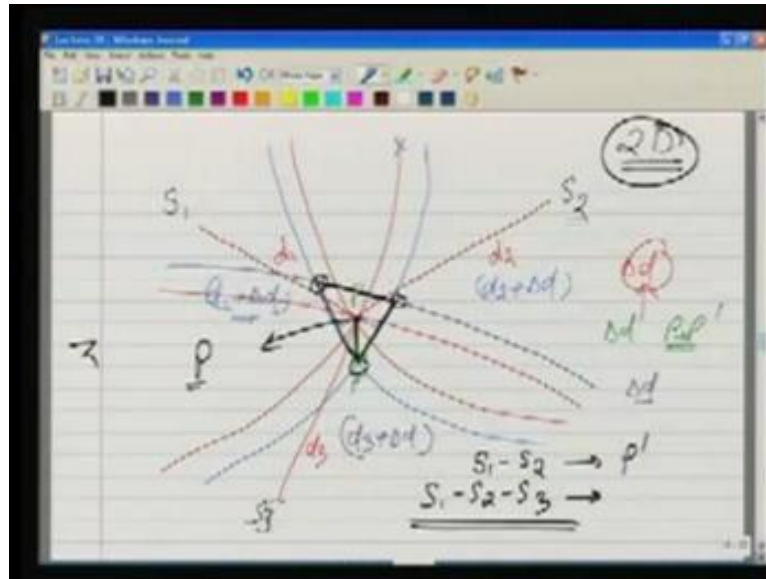 2D
S1
S2
d1
d2
Δd
(d1+Δd)
(d2+Δd)
Δd
P
Δd
d3
(d3+Δd)
S1-S2 → P'
S3
S1-S2-S3 →